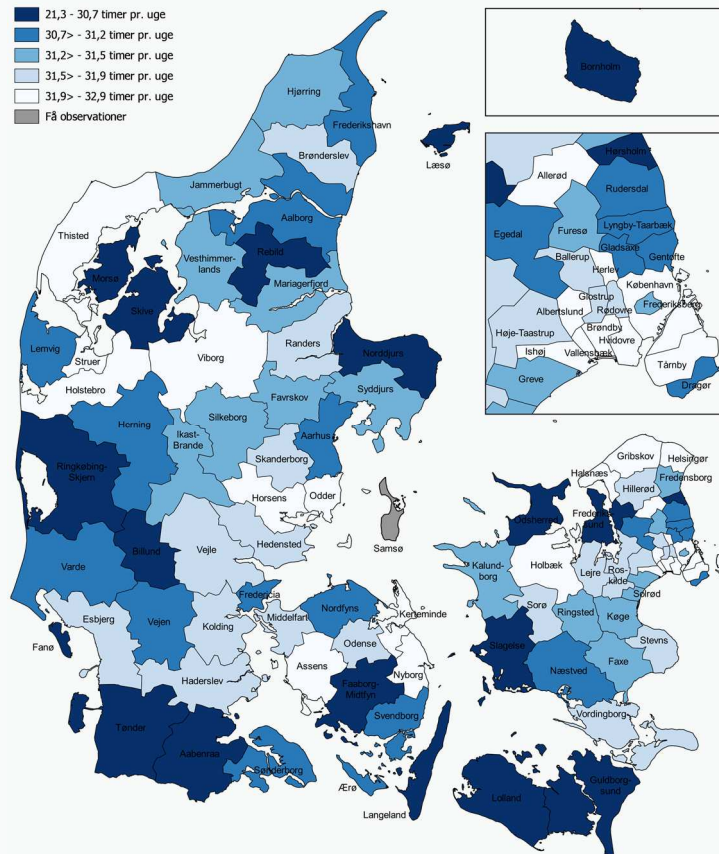 21,3 - 30,7 timer pr. uge
30,7> - 31,2 timer pr. uge
31,2> - 31,5 timer pr. uge
31,5> - 31,9 timer pr. uge
31,9> - 32,9 timer pr. uge
Få observationer
Hjørring
Frederikshavn
Brønderslev
Læsø
Jammerbugt
Aalborg
Thisted
Vesthimmer-
lands
Rebild
Morsø
Mariagerfjord
Skive
Lemvig
Struer
Viborg
Randers
Norddjurs
Holstebro
Favrskov
Syddjurs
Silkeborg
Herning
Ikast-
Brande
Aarhus
Skanderborg
Ringkøbing-
Skjern
Horsens
Odder
Samsø
Billund
Vejle
Hedensted
Varde
Fredericia
Vejen
Kolding
Middelfart
Nordfyns
Kerteminde
Esbjerg
Odense
Fanø
Assens
Nyborg
Haderslev
Faaborg-
Midtfyn
Svendborg
Tønder
Aabenraa
Sønderborg
Ærø
Langeland
Bornholm
Hørsholm
Allerød
Rudersdal
Egedal
Furesø
Lyngby-Taarbæk
Gladsaxe
Gentofte
Ballerup
Herlev
København
Glostrup
Frederiksberg
Albertslund
Rødovre
Høje-Taastrup
Brøndby
Hvidovre
Ishøj
Vallensbæk
Tårnby
Greve
Dragør
Gribskov
Helsingør
Halsnæs
Fredensborg
Hillerød
Odsherred
Frederiks-
sund
Kalund-
borg
Holbæk
Lejre
Ros-
kilde
Solrød
Sorø
Ringsted
Køge
Stevns
Slagelse
Næstved
Faxe
Vordingborg
Guldborg-
sund
Lolland